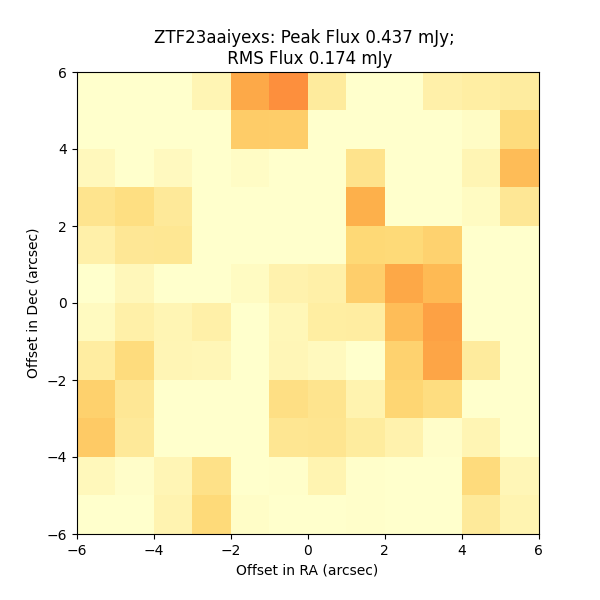 ZTF23aaiyexs: Peak Flux 0.437 mJy;
RMS Flux 0.174 mJy
6
4
2
0
−2
−4
−6
Offset in Dec (arcsec)
−6 −4 −2 0 2 4 6
Offset in RA (arcsec)